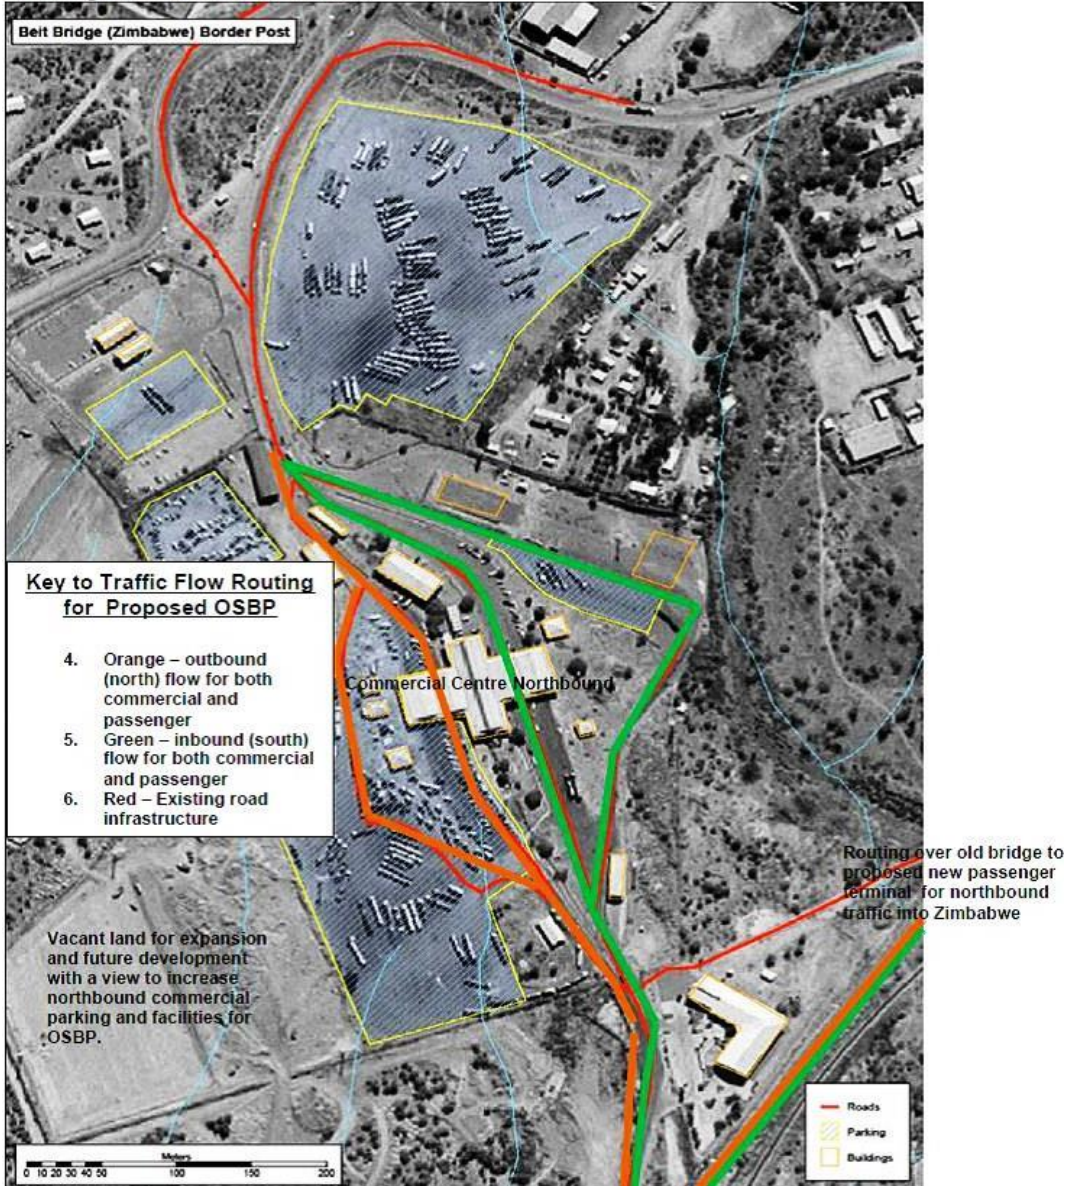 Beit Bridge (Zimbabwe) Border Post
Key to Traffic Flow Routing
for Proposed OSBP
4. Orange – outbound
(north) flow for both
commercial and
passenger
5. Green – inbound (south)
flow for both commercial
and passenger
6. Red – Existing road
infrastructure
Commercial Centre Northbound
Routing over old bridge to
proposed new passenger
terminal for northbound
traffic into Zimbabwe
Vacant land for expansion
and future development
with a view to increase
northbound commercial
parking and facilities for
OSBP.
Roads
Parking
Buildings
Meters
0 10 20 30 40 50 100 150 200